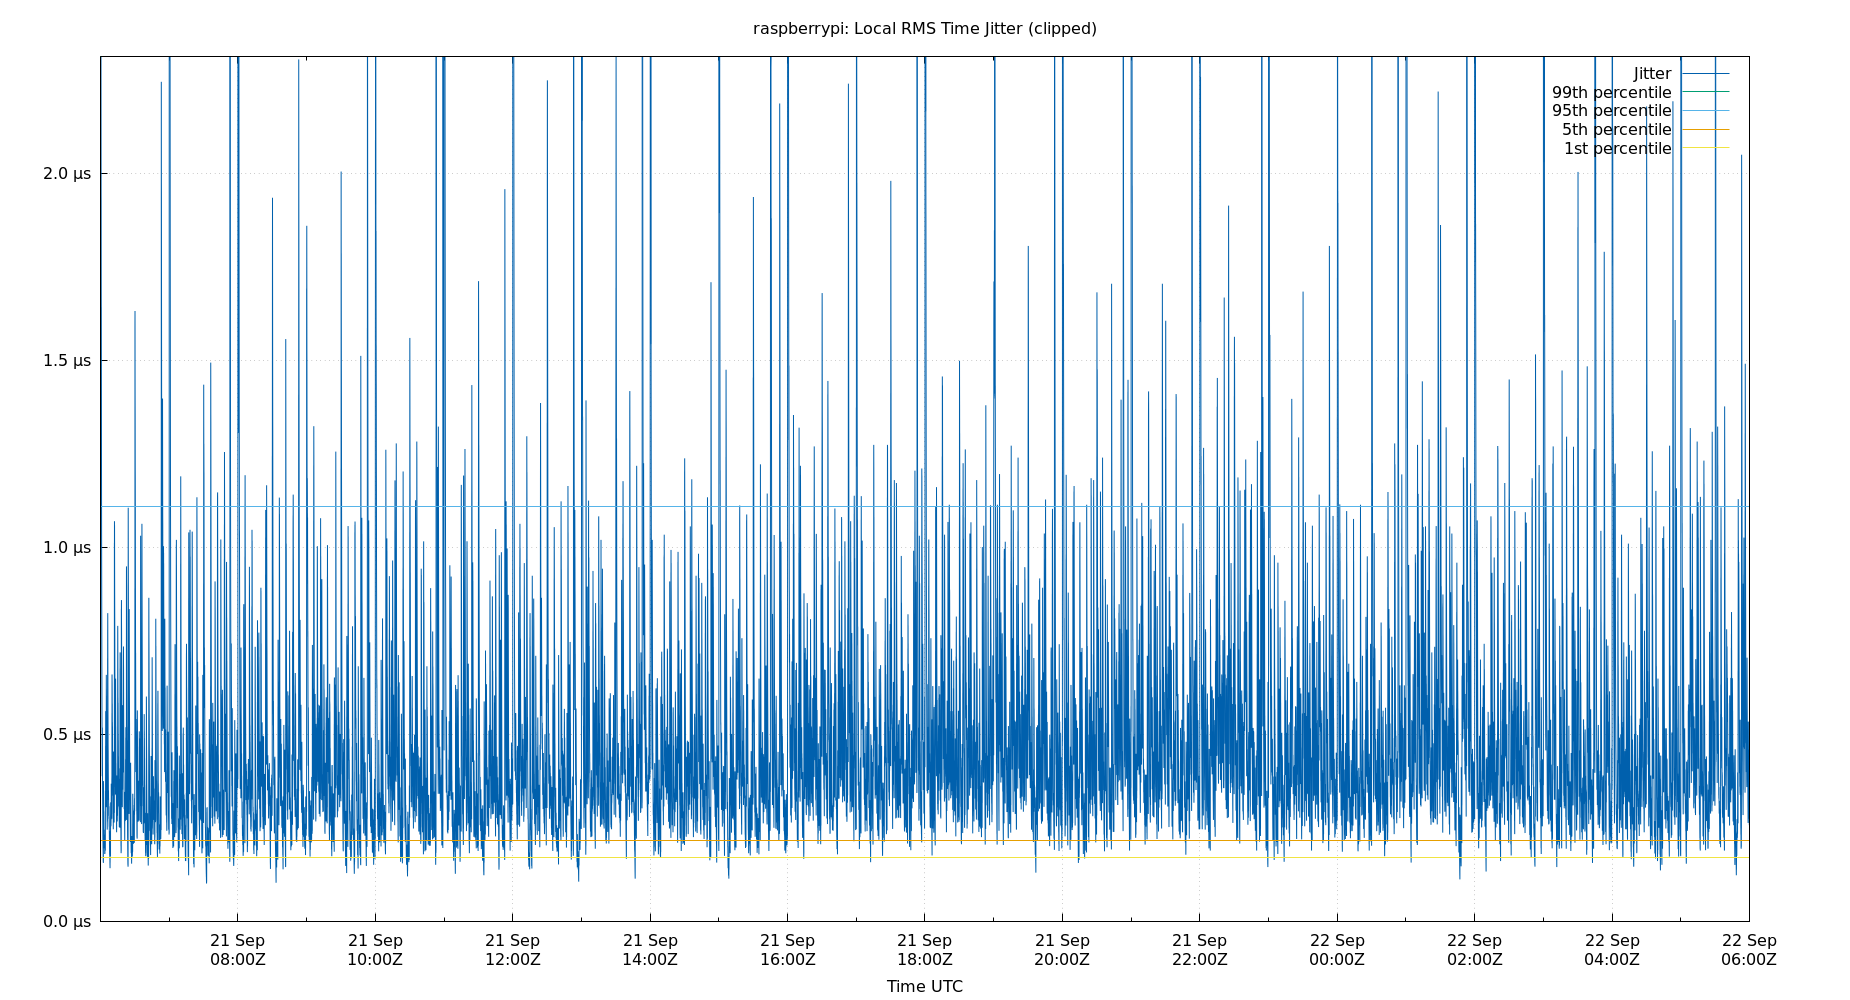 raspberrypi: Local RMS Time Jitter (clipped)
Jitter
99th percentile
95th percentile
5th percentile
1st percentile
2.0 µs
1.5 µs
1.0 µs
0.5 µs
0.0 µs
21 Sep 21 Sep 21 Sep 21 Sep 21 Sep 21 Sep 21 Sep 21 Sep 22 Sep 22 Sep 22 Sep 22 Sep
08:00Z 10:00Z 12:00Z 14:00Z 16:00Z 18:00Z 20:00Z 22:00Z 00:00Z 02:00Z 04:00Z 06:00Z
Time UTC